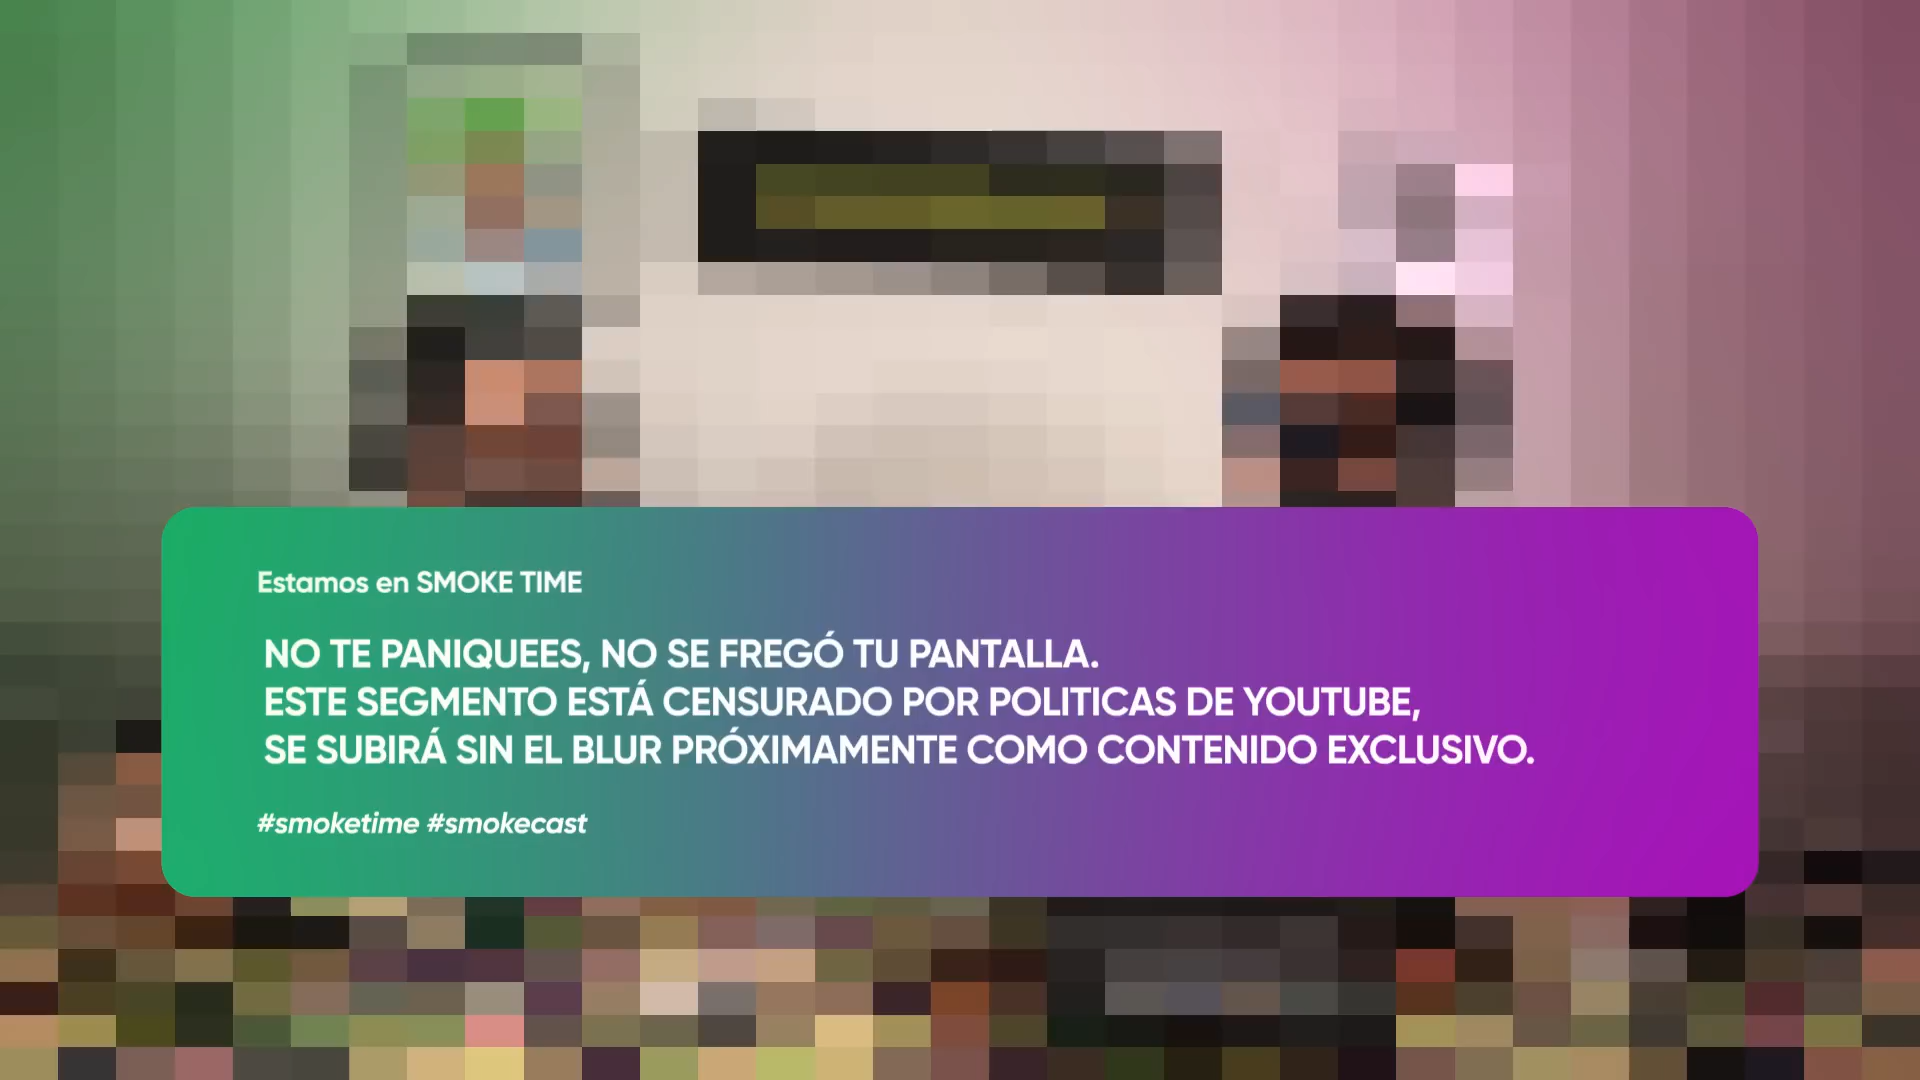 Estamos en SMOKE TIME
NO TE PANIQUEES, NO SE FREGÓ TU PANTALLA.
ESTE SEGMENTO ESTÁ CENSURADO POR POLITICAS DE YOUTUBE,
SE SUBIRÁ SIN EL BLUR PRÓXIMAMENTE COMO CONTENIDO EXCLUSIVO.
#smoketime #smokecast